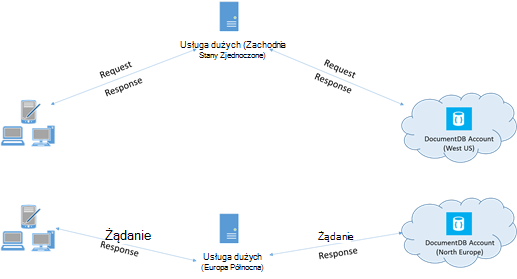 Usługa dużych (Zachodnia
Stany Zjednoczone)
Request
Response
Request
Response
DocumentDB Account
(West US)
Żądanie
Response
Usługa dużych
(Europa Północna)
Żądanie
Response
DocumentDB Account
(North Europe)